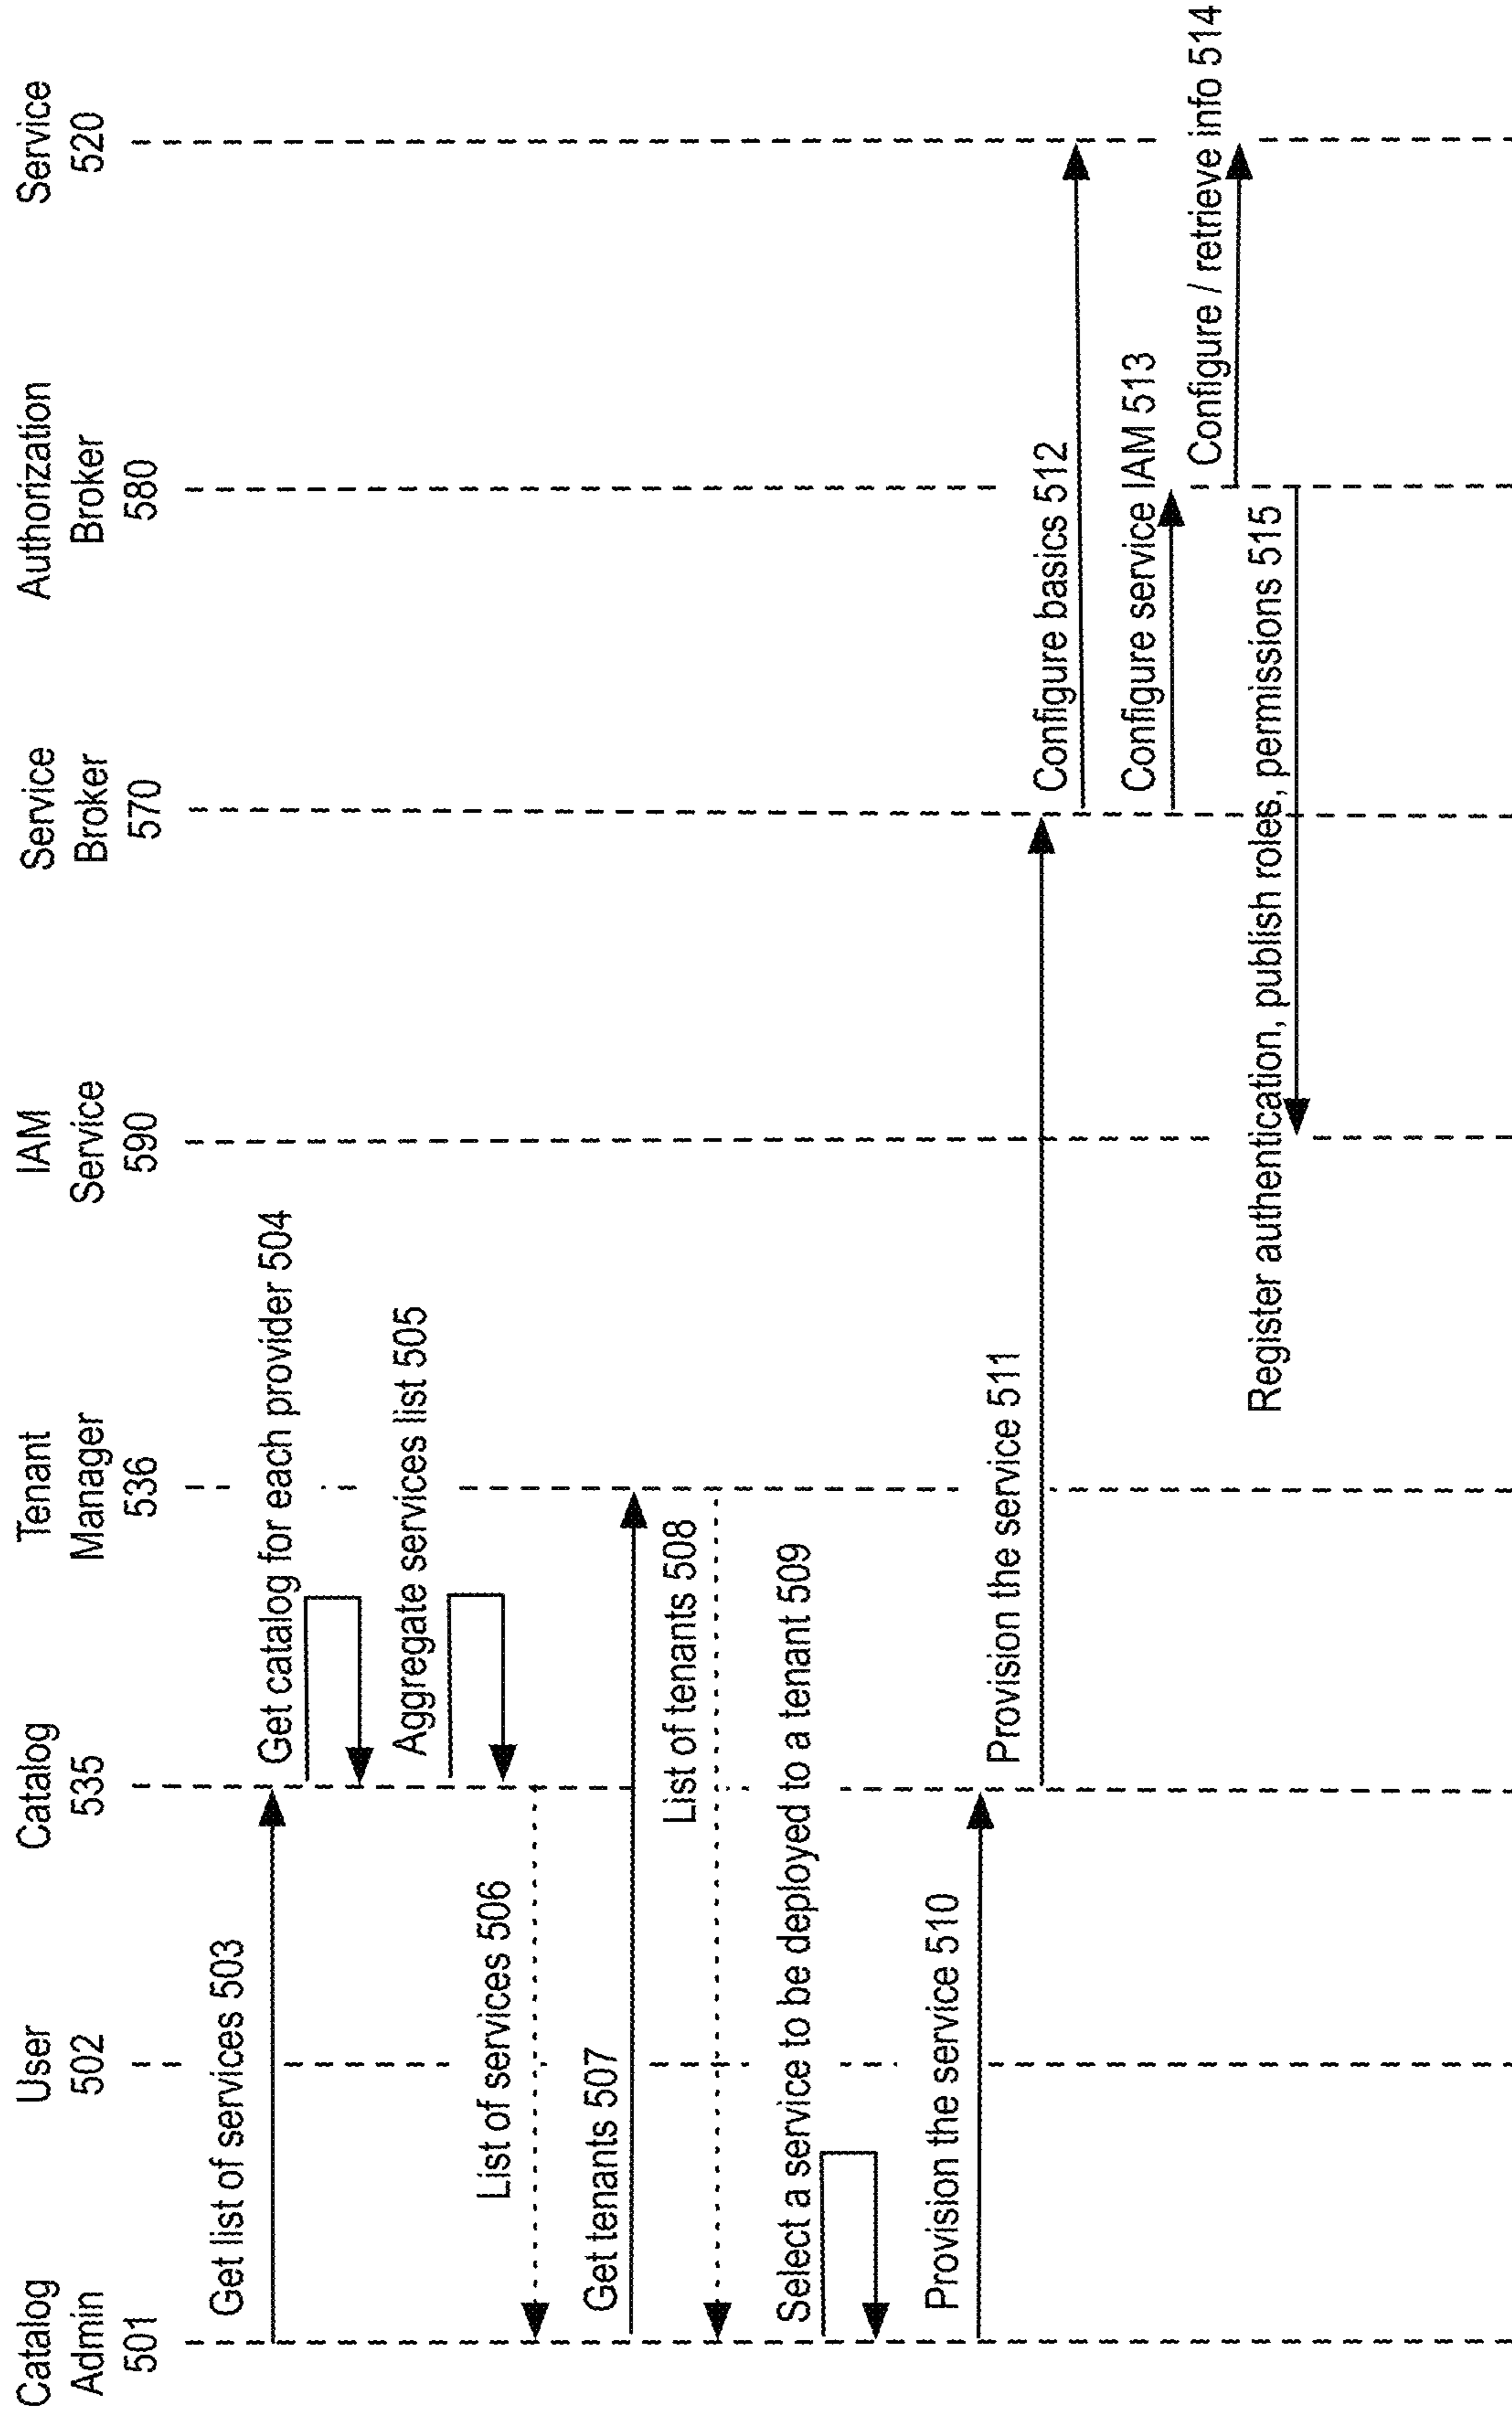 Catalog
Admin
501
User
502
Catalog
535
Tenant
Manager
536
IAM
Service
590
Service
Broker
570
Authorization
Broker
580
Service
520
Get list of services 503
Get catalog for each provider 504
Aggregate services list 505
List of services 506
Get tenants 507
List of tenants 508
Select a service to be deployed to a tenant 509
Provision the service 510
Provision the service 511
Configure basics 512
Configure service IAM 513
Configure / retrieve info 514
Register authentication, publish roles, permissions 515